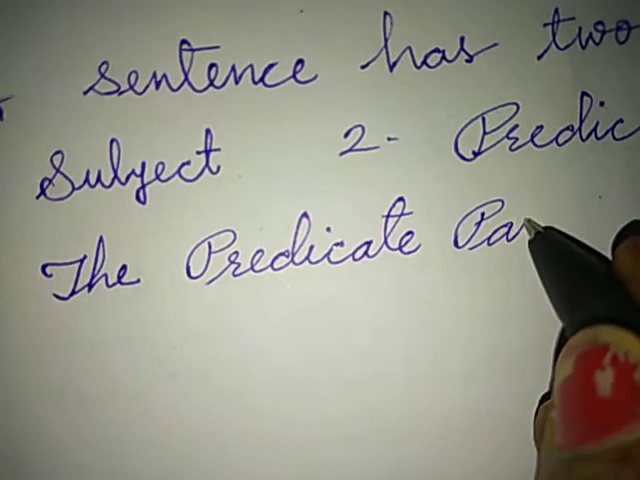 sentence has two
Subject 2- Predic
The Predicate Pa